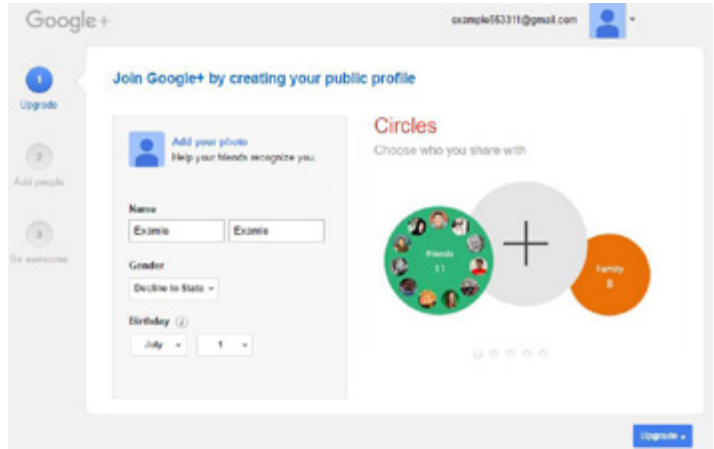 Google+
example553311@gmail.com
1
Upgrade
2
Add people
3
Be awesome
Join Google+ by creating your public profile
Add your photo
Help your friends recognize you.
Name
Examle Examle
Gender
Decline to State
Birthday
July 1
Circles
Choose who you share with
Friends
11
Family
8
Upgrade